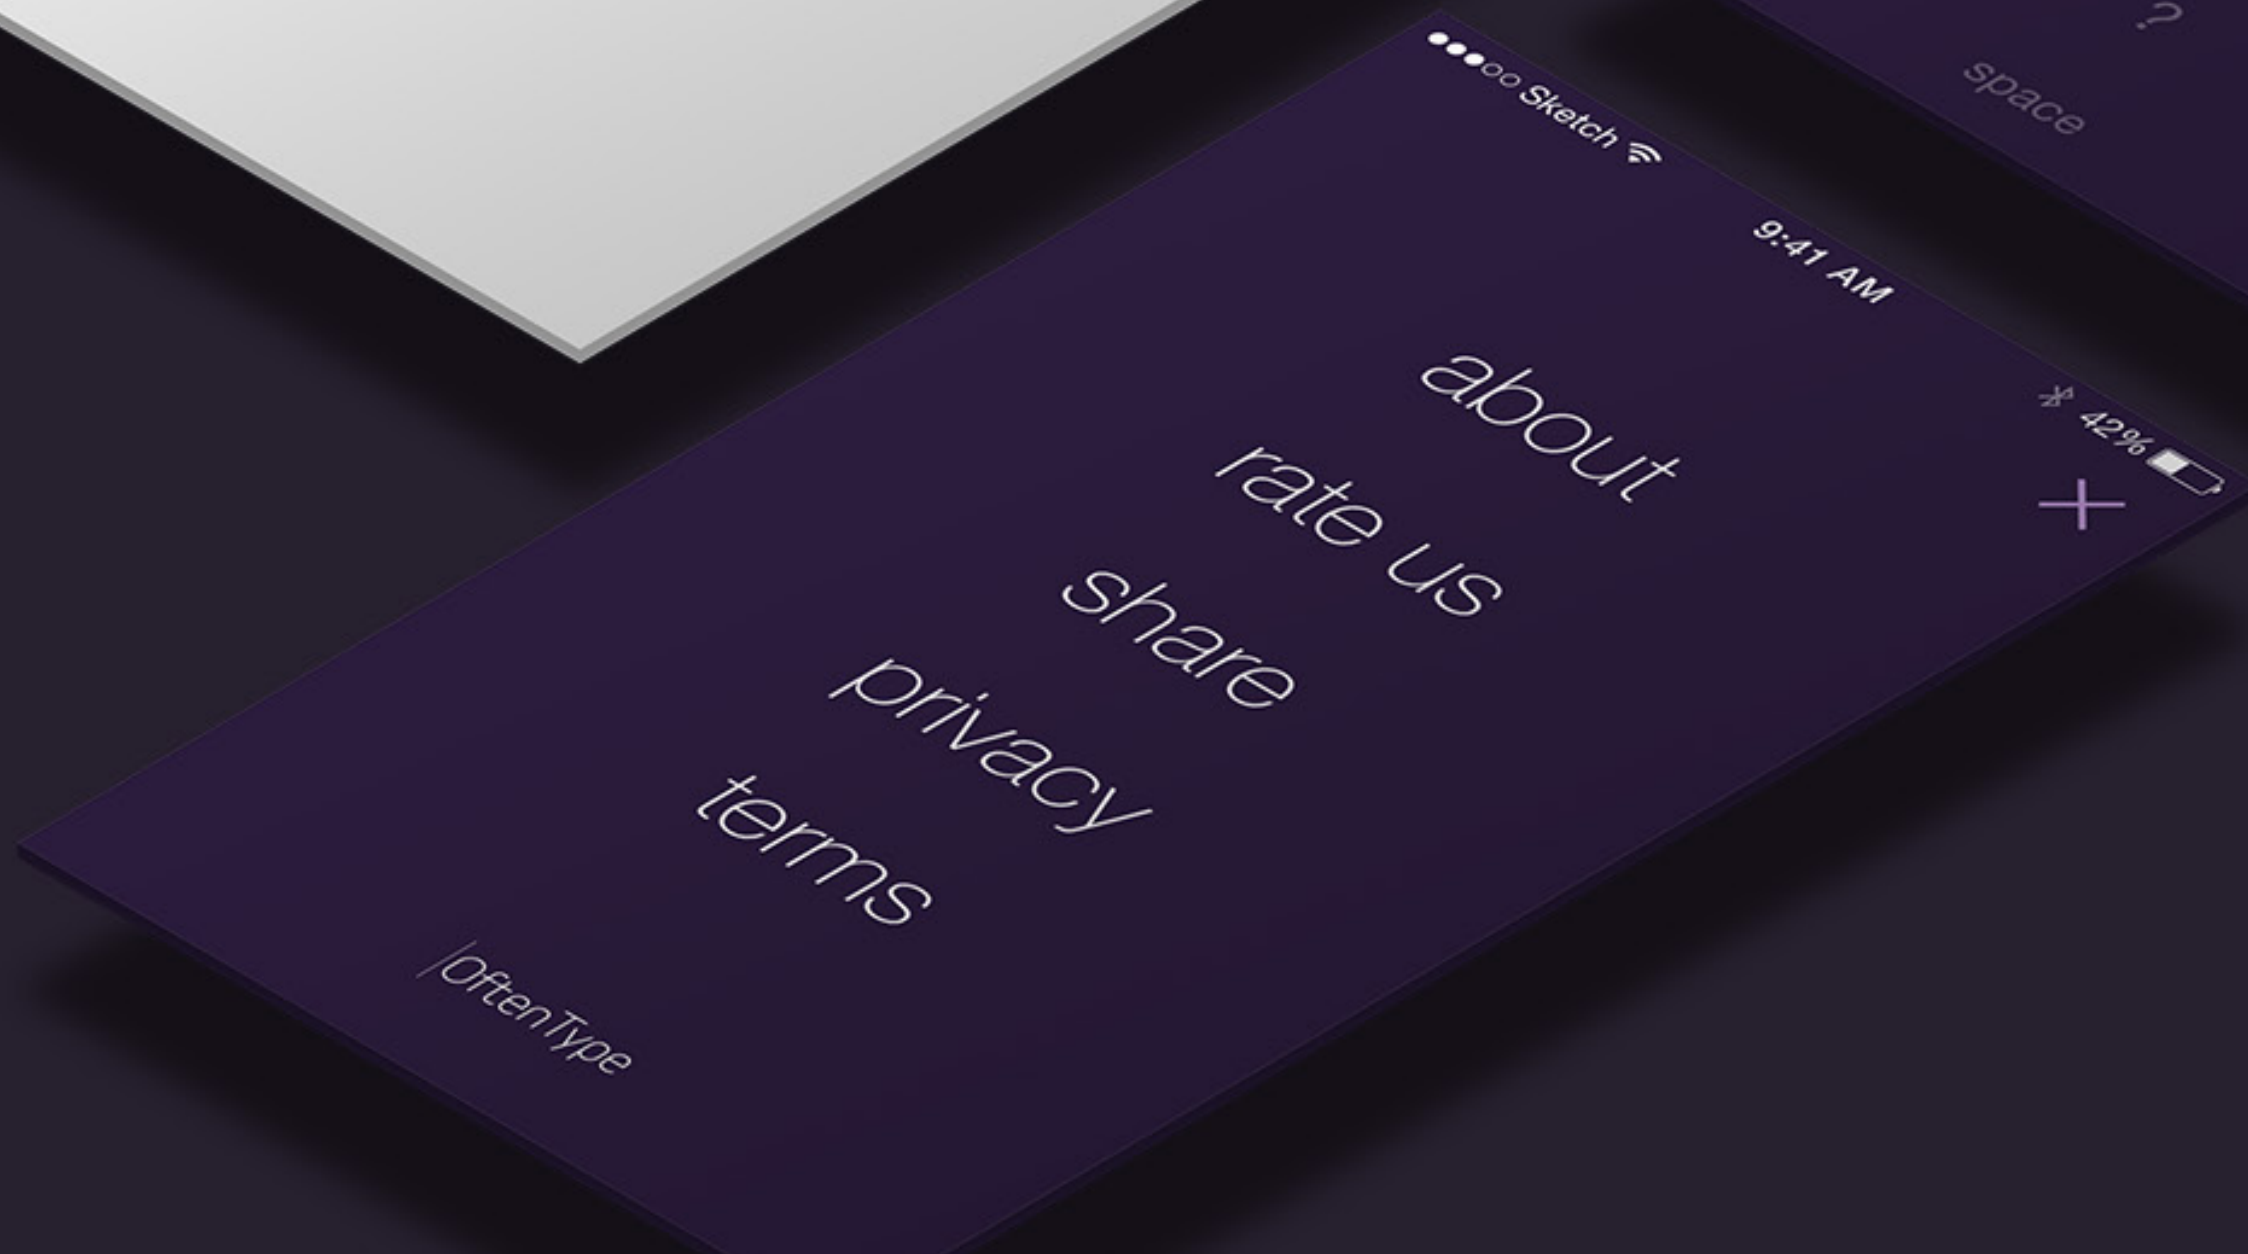 ?
space
Sketch 9:41 AM 42%
about
rate us
share
privacy
terms
|OftenType